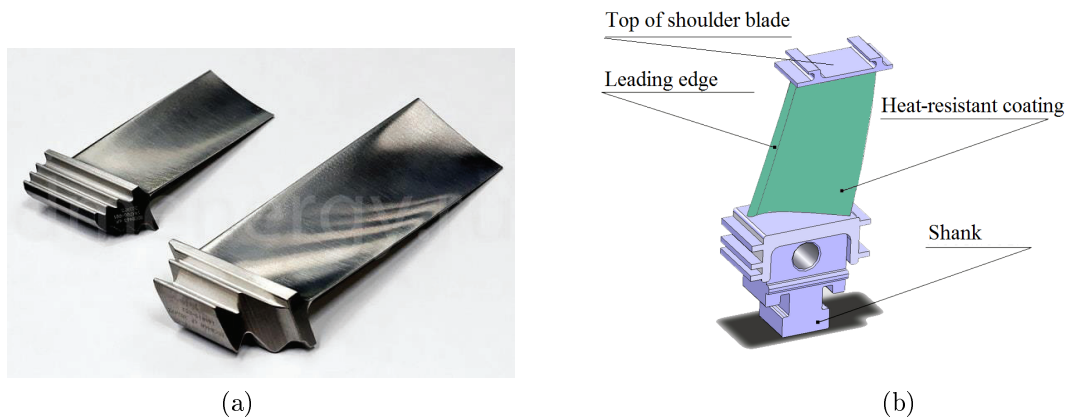 Top of shoulder blade
Leading edge
Heat-resistant coating
Shank
(a)
(b)